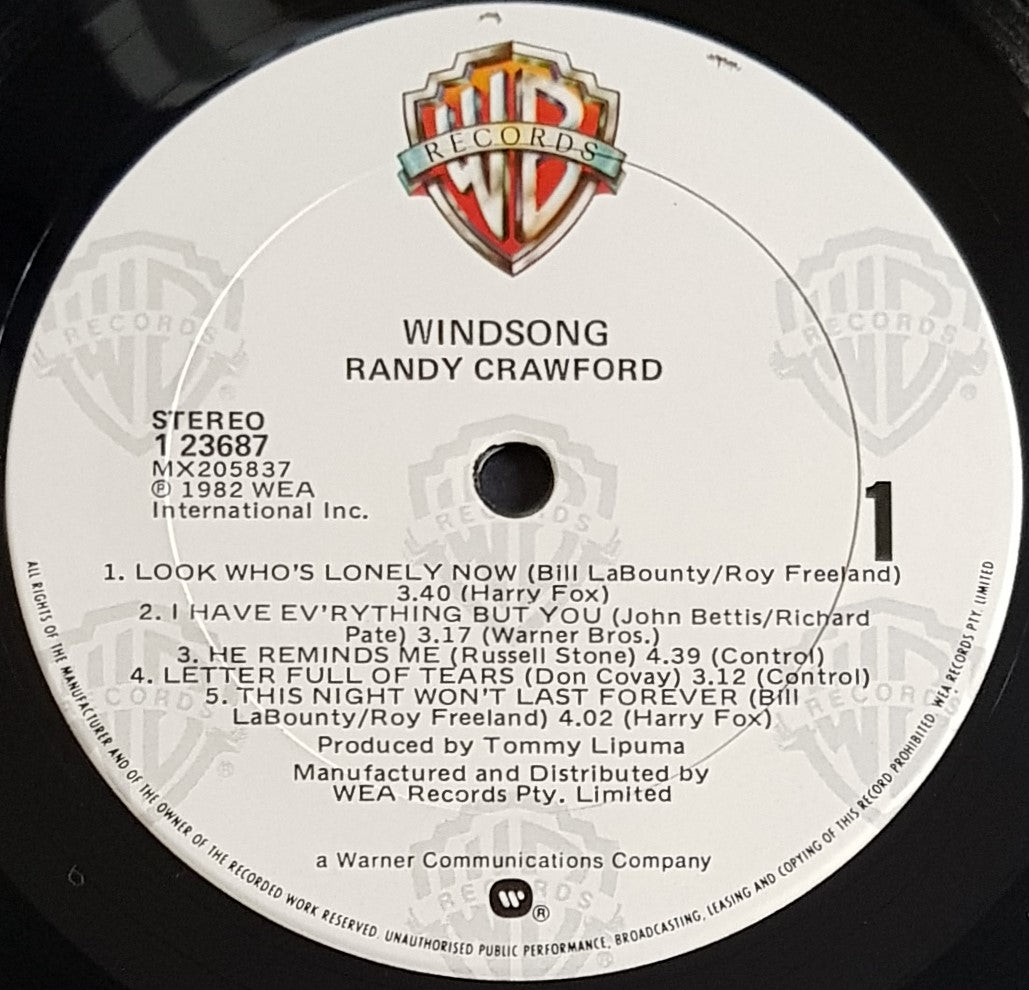 WB
RECORDS
WINDSONG
RANDY CRAWFORD
STEREO
1 23687
MX205837
℗ 1982 WEA
International Inc.
1
1. LOOK WHO'S LONELY NOW (Bill LaBounty/Roy Freeland)
3.40 (Harry Fox)
2. I HAVE EV'RYTHING BUT YOU (John Bettis/Richard
Pate) 3.17 (Warner Bros.)
3. HE REMINDS ME (Russell Stone) 4.39 (Control)
4. LETTER FULL OF TEARS (Don Covay) 3.12 (Control)
5. THIS NIGHT WON'T LAST FOREVER (Bill
LaBounty/Roy Freeland) 4.02 (Harry Fox)
Produced by Tommy Lipuma
Manufactured and Distributed by
WEA Records Pty. Limited
a Warner Communications Company
®
ALL RIGHTS OF THE MANUFACTURER AND OF THE OWNER OF THE RECORDED WORK RESERVED. UNAUTHORISED PUBLIC PERFORMANCE, BROADCASTING, LEASING AND COPYING OF THIS RECORD PROHIBITED. WEA RECORDS PTY. LIMITED